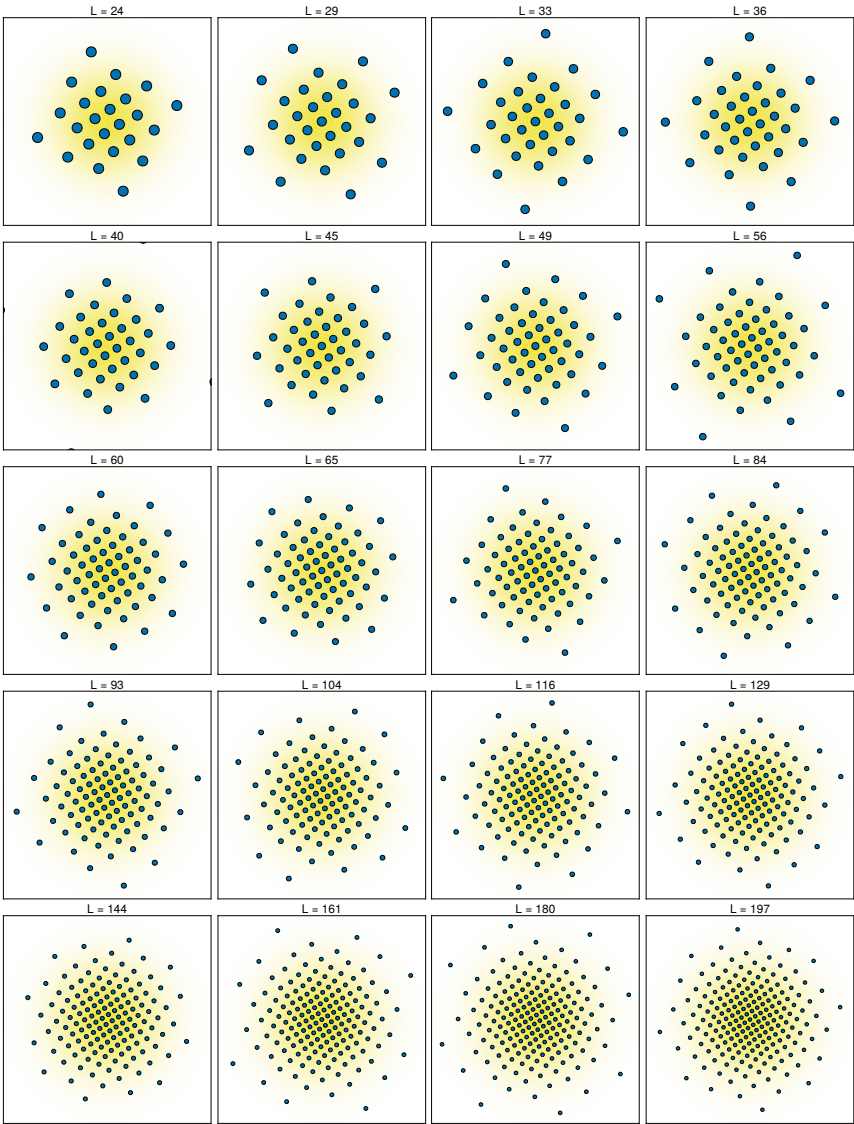 L = 24 L = 29 L = 33 L = 36
L = 40 L = 45 L = 49 L = 56
L = 60 L = 65 L = 77 L = 84
L = 93 L = 104 L = 116 L = 129
L = 144 L = 161 L = 180 L = 197